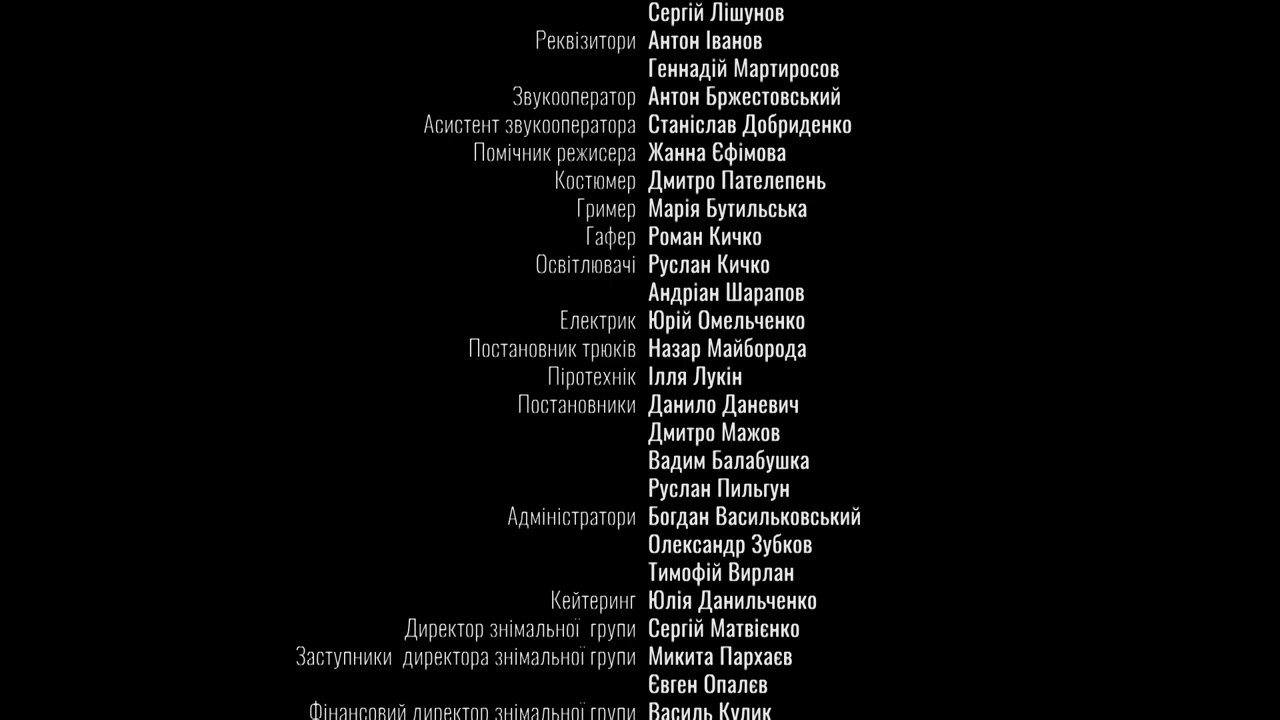 Сергій Лішунов
Реквізитори Антон Іванов
Геннадій Мартиросов
Звукооператор Антон Бржестовський
Асистент звукооператора Станіслав Добриденко
Помічник режисера Жанна Єфімова
Костюмер Дмитро Пателепень
Гример Марія Бутильська
Гафер Роман Кичко
Освітлювачі Руслан Кичко
Андріан Шарапов
Електрик Юрій Омельченко
Постановник трюків Назар Майборода
Піротехнік Ілля Лукін
Постановники Данило Даневич
Дмитро Мажов
Вадим Балабушка
Руслан Пильгун
Адміністратори Богдан Васильковський
Олександр Зубков
Тимофій Вирлан
Кейтеринг Юлія Данильченко
Директор знімальної групи Сергій Матвієнко
Заступники директора знімальної групи Микита Пархаєв
Євген Опалєв
Фінансовий директор знімальної групи Василь Кулик